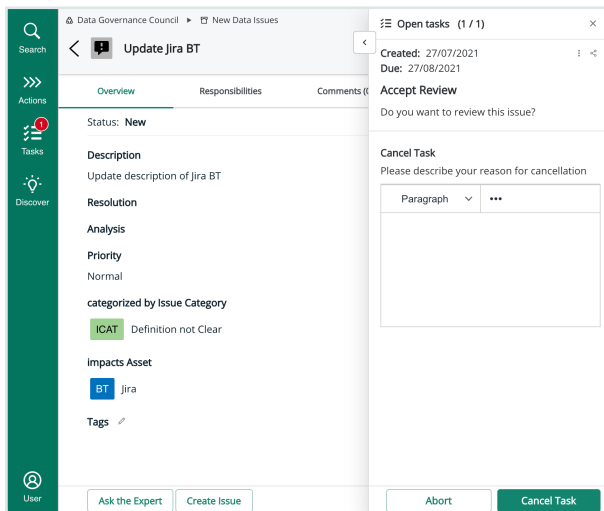 Search
Actions
1
Tasks
Discover
User
Data Governance Council ▸ New Data Issues
Update Jira BT
Overview Responsibilities Comments (
Status: New
Description
Update description of Jira BT
Resolution
Analysis
Priority
Normal
categorized by Issue Category
ICAT Definition not Clear
impacts Asset
BT Jira
Tags
Ask the Expert Create Issue
Open tasks (1 / 1)
Created: 27/07/2021
Due: 27/08/2021
Accept Review
Do you want to review this issue?
Cancel Task
Please describe your reason for cancellation
Paragraph
Abort Cancel Task